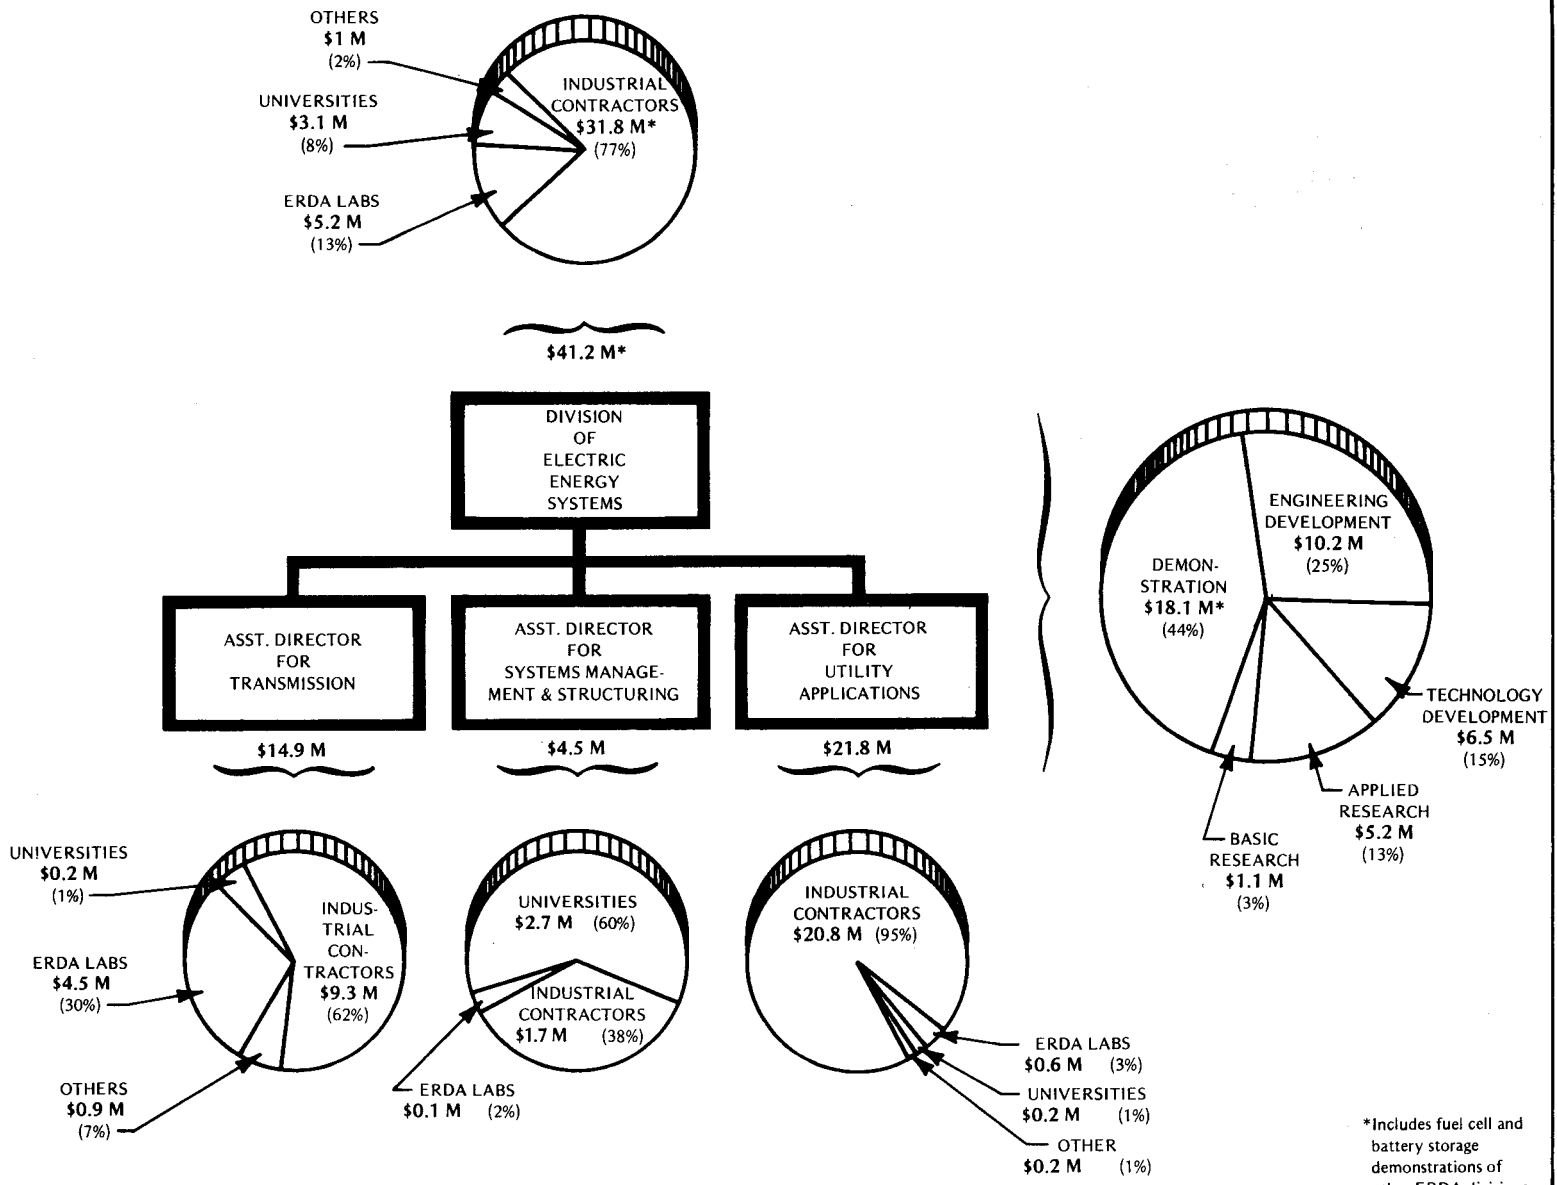 OTHERS
$1 M
(2%)
UNIVERSITIES
$3.1 M
(8%)
ERDA LABS
$5.2 M
(13%)
INDUSTRIAL
CONTRACTORS
$31.8 M*
(77%)
$41.2 M*
DIVISION
OF
ELECTRIC
ENERGY
SYSTEMS
ASST. DIRECTOR
FOR
TRANSMISSION
$14.9 M
ASST. DIRECTOR
FOR
SYSTEMS MANAGE-
MENT & STRUCTURING
$4.5 M
ASST. DIRECTOR
FOR
UTILITY
APPLICATIONS
$21.8 M
ENGINEERING
DEVELOPMENT
$10.2 M
(25%)
DEMON-
STRATION
$18.1 M*
(44%)
TECHNOLOGY
DEVELOPMENT
$6.5 M
(15%)
APPLIED
RESEARCH
$5.2 M
(13%)
BASIC
RESEARCH
$1.1 M
(3%)
UNIVERSITIES
$0.2 M
(1%)
ERDA LABS
$4.5 M
(30%)
OTHERS
$0.9 M
(7%)
INDUS-
TRIAL
CON-
TRACTORS
$9.3 M
(62%)
UNIVERSITIES
$2.7 M (60%)
INDUSTRIAL
CONTRACTORS
$1.7 M (38%)
ERDA LABS
$0.1 M (2%)
INDUSTRIAL
CONTRACTORS
$20.8 M (95%)
ERDA LABS
$0.6 M (3%)
UNIVERSITIES
$0.2 M (1%)
OTHER
$0.2 M (1%)
*Includes fuel cell and
battery storage
demonstrations of